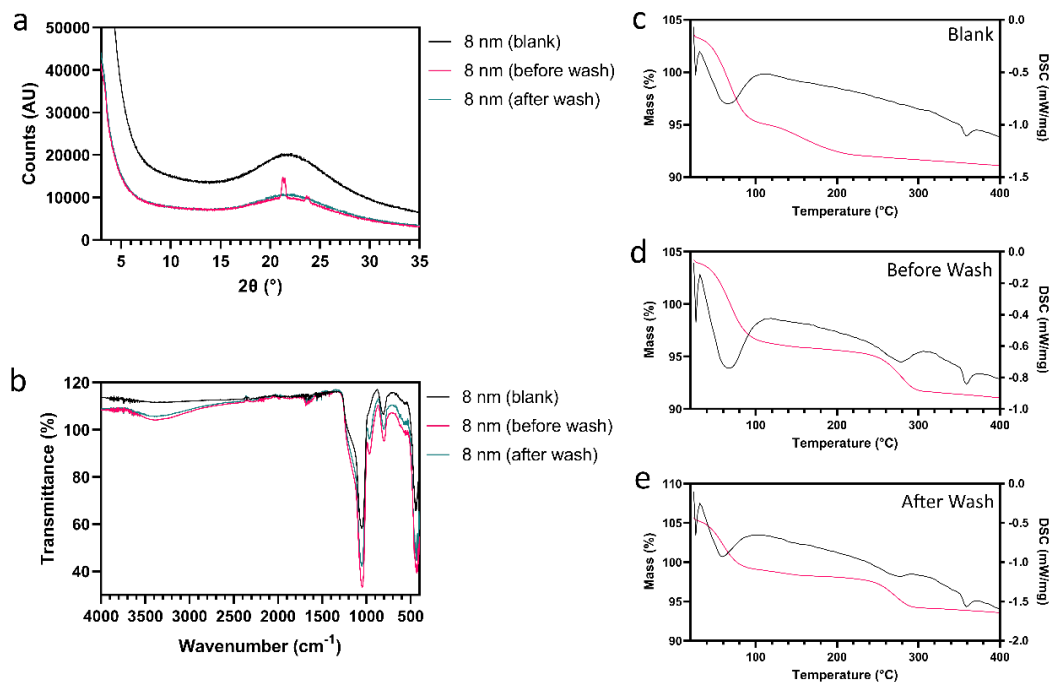 a
50000
40000
30000
20000
10000
0
Counts (AU)
5 10 15 20 25 30 35
2θ (°)
8 nm (blank)
8 nm (before wash)
8 nm (after wash)
b
120
100
80
60
40
Transmittance (%)
4000 3500 3000 2500 2000 1500 1000 500
Wavenumber (cm-1)
8 nm (blank)
8 nm (before wash)
8 nm (after wash)
c
Blank
105
100
95
90
Mass (%)
0.0
-0.5
-1.0
-1.5
DSC (mW/mg)
100 200 300 400
Temperature (°C)
d
Before Wash
105
100
95
90
Mass (%)
0.0
-0.2
-0.4
-0.6
-0.8
-1.0
DSC (mW/mg)
100 200 300 400
Temperature (°C)
e
After Wash
110
105
100
95
90
Mass (%)
0.0
-0.5
-1.0
-1.5
-2.0
DSC (mW/mg)
100 200 300 400
Temperature (°C)